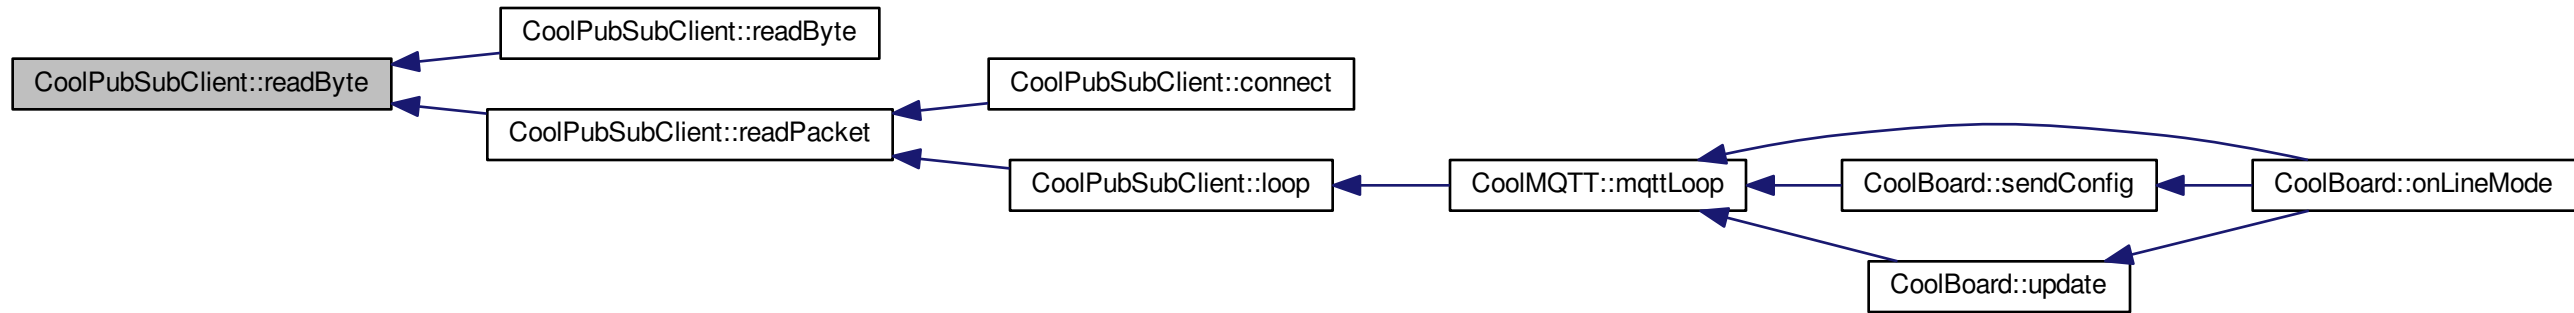 CoolPubSubClient::readByte
CoolPubSubClient::readByte
CoolPubSubClient::readPacket
CoolPubSubClient::connect
CoolPubSubClient::loop
CoolMQTT::mqttLoop
CoolBoard::sendConfig
CoolBoard::onLineMode
CoolBoard::update